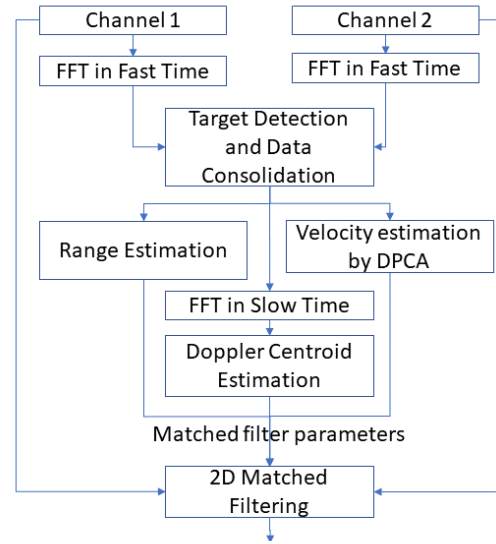 Channel 1
Channel 2
FFT in Fast Time
FFT in Fast Time
Target Detection
and Data
Consolidation
Range Estimation
Velocity estimation
by DPCA
FFT in Slow Time
Doppler Centroid
Estimation
Matched filter parameters
2D Matched
Filtering